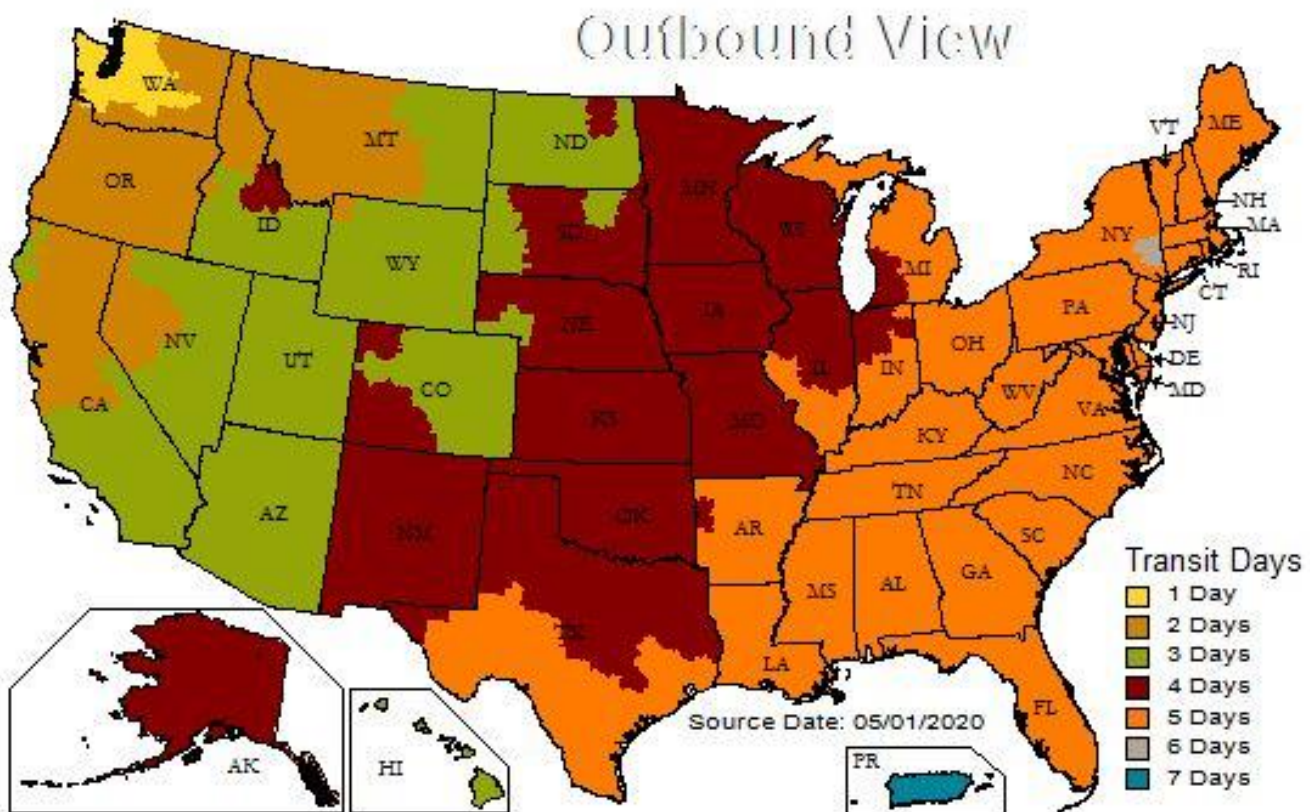 Outbound View
WA
MT
ND
MN
VT
ME
OR
ID
SD
WI
NH
WY
MI
NY
MA
RI
CT
NE
IA
PA
NV
UT
CO
IL
IN
OH
NJ
DE
MD
CA
KS
MO
WV
VA
KY
AZ
NM
OK
AR
TN
NC
SC
MS
AL
GA
TX
LA
FL
Transit Days
1 Day
2 Days
3 Days
4 Days
5 Days
6 Days
7 Days
Source Date: 05/01/2020
AK
HI
PR